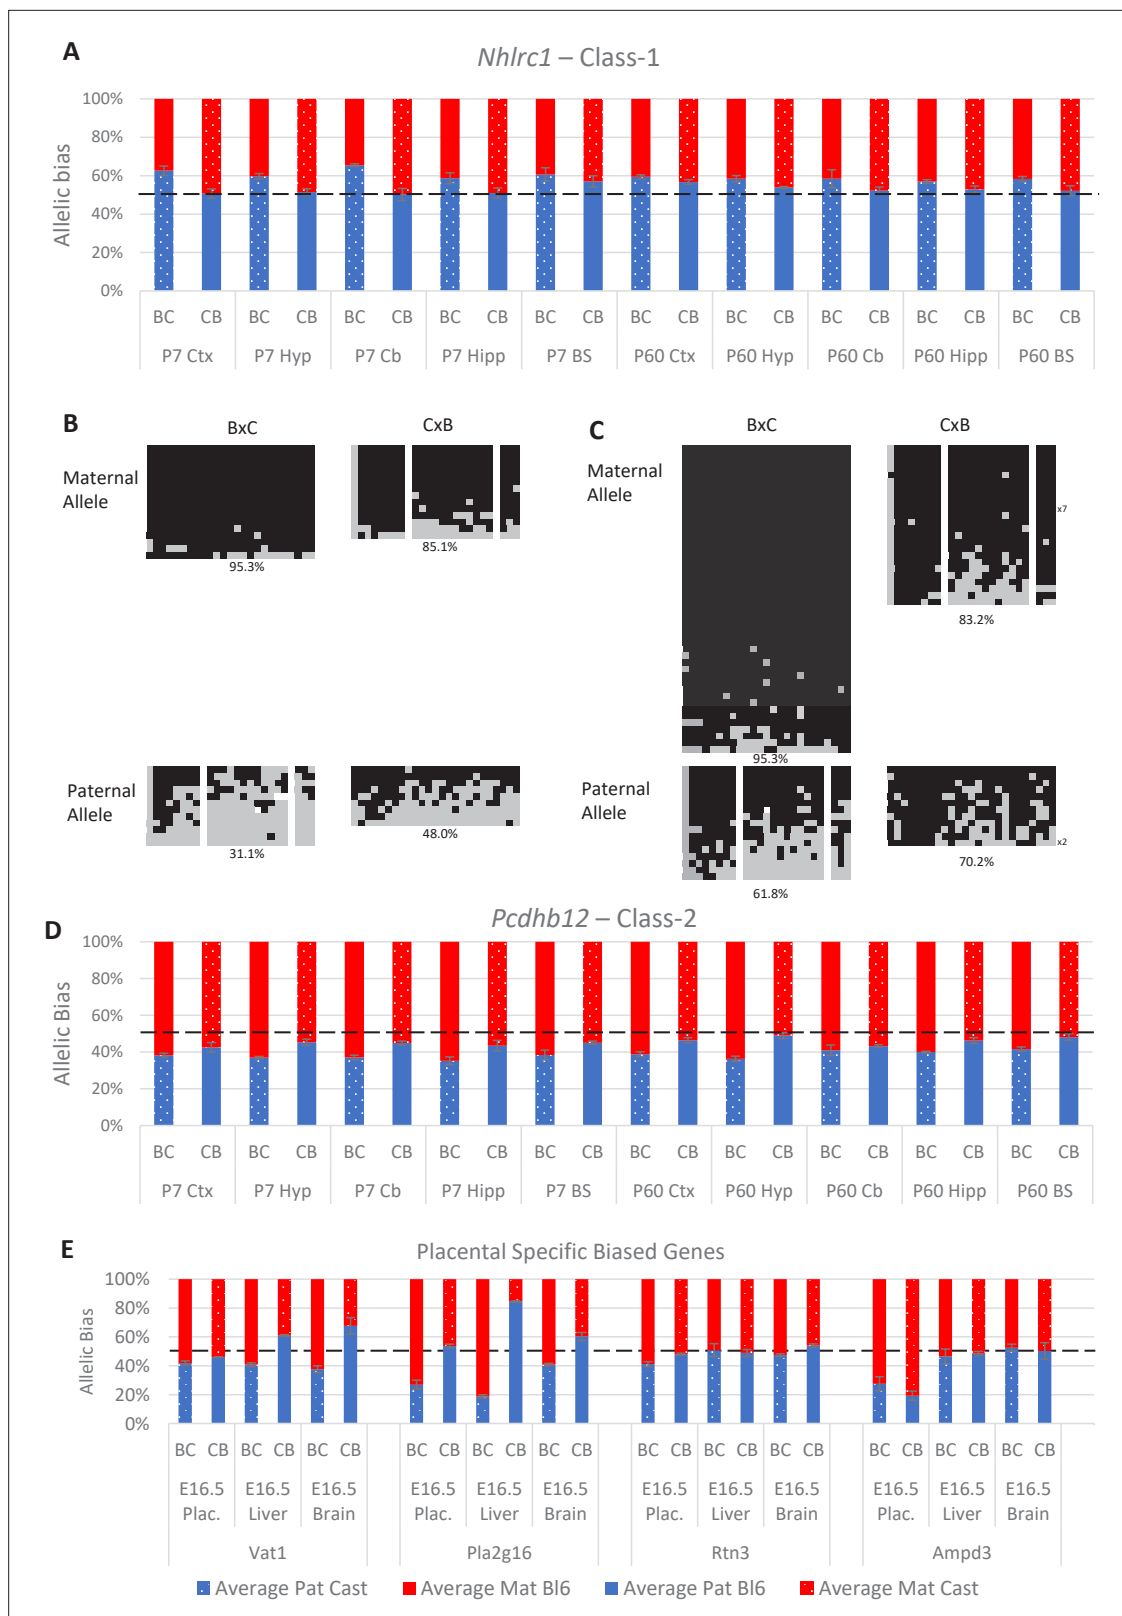 A
Nhlrc1 – Class-1
Allelic bias
100%
80%
60%
40%
20%
0%
BC CB BC CB BC CB BC CB BC CB BC CB BC CB BC CB BC CB BC CB
P7 Ctx P7 Hyp P7 Cb P7 Hipp P7 BS P60 Ctx P60 Hyp P60 Cb P60 Hipp P60 BS
B
BxC
CxB
Maternal
Allele
95.3%
85.1%
Paternal
Allele
31.1%
48.0%
C
BxC
CxB
Maternal
Allele
x7
83.2%
95.3%
Paternal
Allele
x2
61.8%
70.2%
D
Pcdhb12 – Class-2
Allelic Bias
100%
80%
60%
40%
20%
0%
BC CB BC CB BC CB BC CB BC CB BC CB BC CB BC CB BC CB BC CB
P7 Ctx P7 Hyp P7 Cb P7 Hipp P7 BS P60 Ctx P60 Hyp P60 Cb P60 Hipp P60 BS
E
Placental Specific Biased Genes
Allelic Bias
100%
80%
60%
40%
20%
0%
BC CB BC CB BC CB BC CB BC CB BC CB BC CB BC CB BC CB BC CB BC CB BC CB
E16.5 E16.5 E16.5 E16.5 E16.5 E16.5 E16.5 E16.5 E16.5 E16.5 E16.5 E16.5
Plac. Liver Brain Plac. Liver Brain Plac. Liver Brain Plac. Liver Brain
Vat1 Pla2g16 Rtn3 Ampd3
Average Pat Cast Average Mat Bl6 Average Pat Bl6 Average Mat Cast